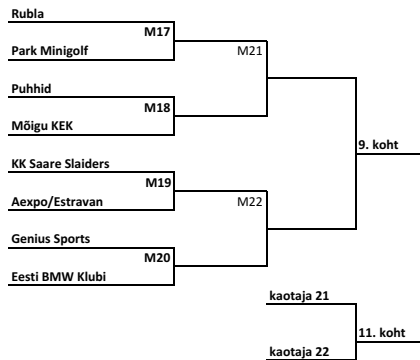 Rubla
M17
Park Minigolf
M21
Puhhid
M18
Mõigu KEK
9. koht
KK Saare Slaiders
M19
Aexpo/Estravan
M22
Genius Sports
M20
Eesti BMW Klubi
kaotaja 21
11. koht
kaotaja 22